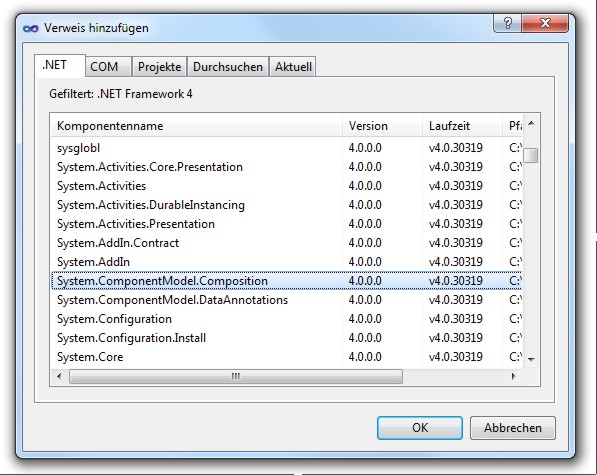 Verweis hinzufügen
.NET COM Projekte Durchsuchen Aktuell
Gefiltert: .NET Framework 4
Komponentenname Version Laufzeit Pfa
sysglobl 4.0.0.0 v4.0.30319 C:\
System.Activities.Core.Presentation 4.0.0.0 v4.0.30319 C:\
System.Activities 4.0.0.0 v4.0.30319 C:\
System.Activities.DurableInstancing 4.0.0.0 v4.0.30319 C:\
System.Activities.Presentation 4.0.0.0 v4.0.30319 C:\
System.AddIn.Contract 4.0.0.0 v4.0.30319 C:\
System.AddIn 4.0.0.0 v4.0.30319 C:\
System.ComponentModel.Composition 4.0.0.0 v4.0.30319 C:\
System.ComponentModel.DataAnnotations 4.0.0.0 v4.0.30319 C:\
System.Configuration 4.0.0.0 v4.0.30319 C:\
System.Configuration.Install 4.0.0.0 v4.0.30319 C:\
System.Core 4.0.0.0 v4.0.30319 C:\
OK Abbrechen